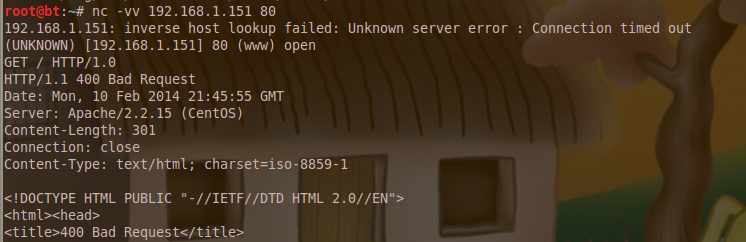 root@bt:~# nc -vv 192.168.1.151 80
192.168.1.151: inverse host lookup failed: Unknown server error : Connection timed out
(UNKNOWN) [192.168.1.151] 80 (www) open
GET / HTTP/1.0
HTTP/1.1 400 Bad Request
Date: Mon, 10 Feb 2014 21:45:55 GMT
Server: Apache/2.2.15 (CentOS)
Content-Length: 301
Connection: close
Content-Type: text/html; charset=iso-8859-1

<!DOCTYPE HTML PUBLIC "-//IETF//DTD HTML 2.0//EN">
<html><head>
<title>400 Bad Request</title>